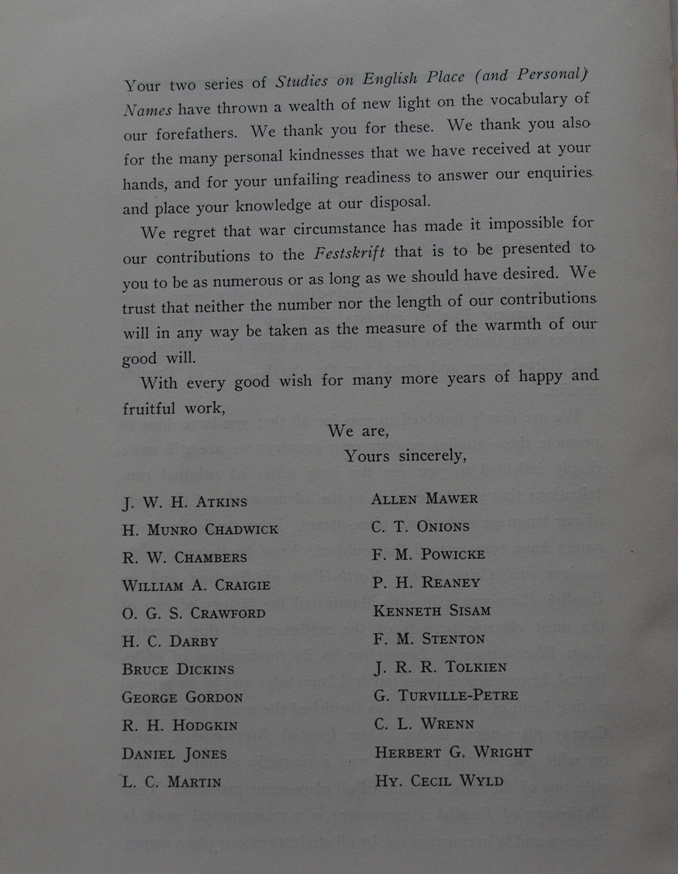 Your two series of Studies on English Place (and Personal)
Names have thrown a wealth of new light on the vocabulary of
our forefathers. We thank you for these. We thank you also
for the many personal kindnesses that we have received at your
hands, and for your unfailing readiness to answer our enquiries
and place your knowledge at our disposal.
We regret that war circumstance has made it impossible for
our contributions to the Festskrift that is to be presented to
you to be as numerous or as long as we should have desired. We
trust that neither the number nor the length of our contributions
will in any way be taken as the measure of the warmth of our
good will.
With every good wish for many more years of happy and
fruitful work,
We are,
Yours sincerely,
J. W. H. ATKINS
H. MUNRO CHADWICK
R. W. CHAMBERS
WILLIAM A. CRAIGIE
O. G. S. CRAWFORD
H. C. DARBY
BRUCE DICKINS
GEORGE GORDON
R. H. HODGKIN
DANIEL JONES
L. C. MARTIN
ALLEN MAWER
C. T. ONIONS
F. M. POWICKE
P. H. REANEY
KENNETH SISAM
F. M. STENTON
J. R. R. TOLKIEN
G. TURVILLE-PETRE
C. L. WRENN
HERBERT G. WRIGHT
HY. CECIL WYLD